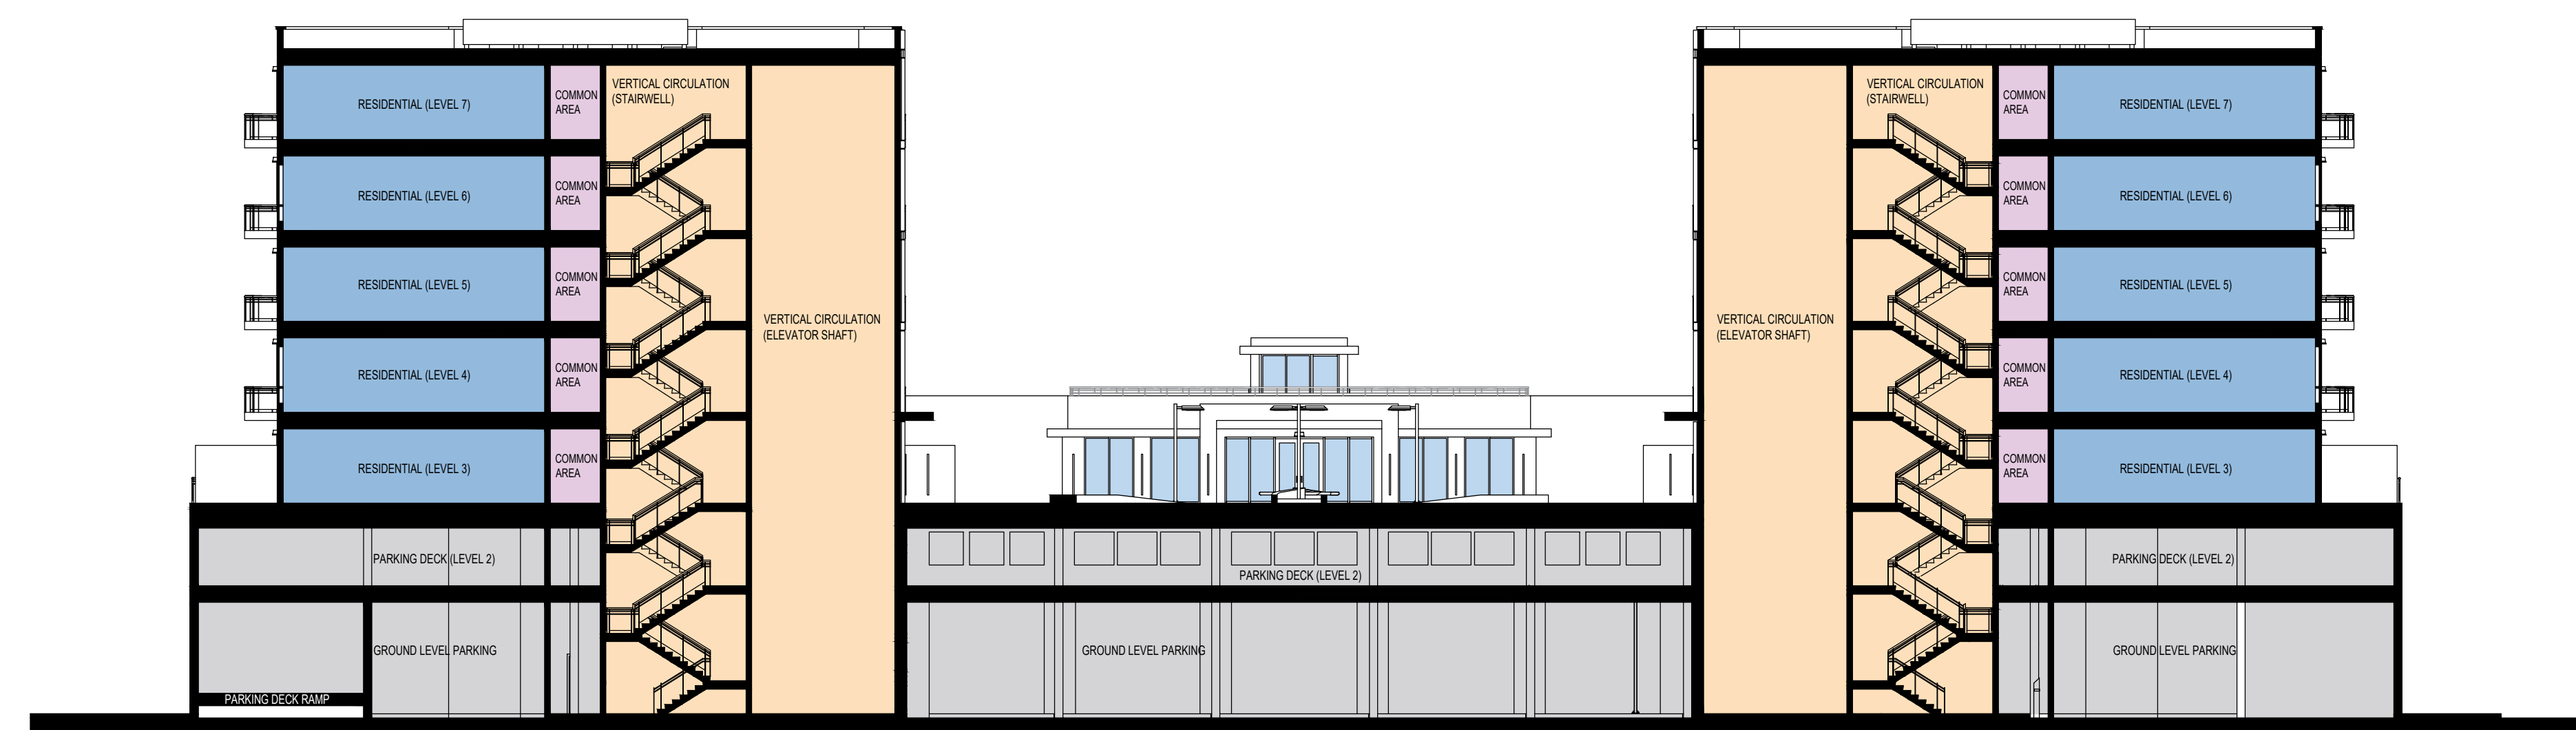 VERTICAL CIRCULATION
(STAIRWELL)
VERTICAL CIRCULATION
(STAIRWELL)
RESIDENTIAL (LEVEL 7)
COMMON
AREA
COMMON
AREA
RESIDENTIAL (LEVEL 7)
RESIDENTIAL (LEVEL 6)
COMMON
AREA
COMMON
AREA
RESIDENTIAL (LEVEL 6)
RESIDENTIAL (LEVEL 5)
COMMON
AREA
COMMON
AREA
RESIDENTIAL (LEVEL 5)
VERTICAL CIRCULATION
(ELEVATOR SHAFT)
VERTICAL CIRCULATION
(ELEVATOR SHAFT)
RESIDENTIAL (LEVEL 4)
COMMON
AREA
COMMON
AREA
RESIDENTIAL (LEVEL 4)
RESIDENTIAL (LEVEL 3)
COMMON
AREA
COMMON
AREA
RESIDENTIAL (LEVEL 3)
PARKING DECK (LEVEL 2)
PARKING DECK (LEVEL 2)
PARKING DECK (LEVEL 2)
GROUND LEVEL PARKING
GROUND LEVEL PARKING
GROUND LEVEL PARKING
PARKING DECK RAMP